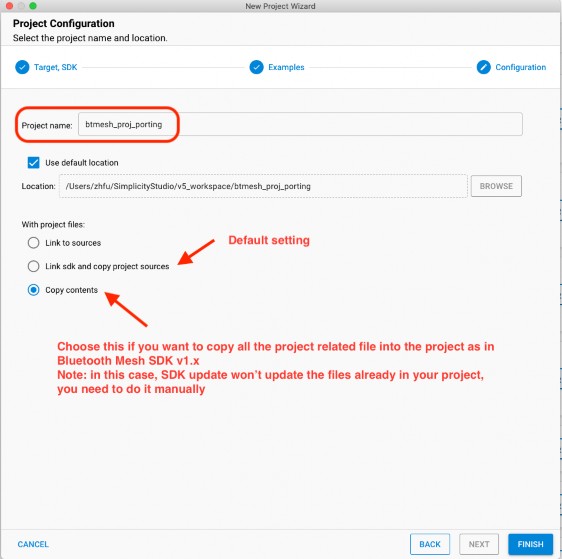 New Project Wizard
Project Configuration
Select the project name and location.
Target, SDK
Examples
Configuration
Project name:
btmesh_proj_porting
Use default location
Location:
/Users/zhfu/SimplicityStudio/v5_workspace/btmesh_proj_porting
BROWSE
With project files:
Link to sources
Default setting
Link sdk and copy project sources
Copy contents
Choose this if you want to copy all the project related file into the project as in
Bluetooth Mesh SDK v1.x
Note: in this case, SDK update won't update the files already in your project,
you need to do it manually
CANCEL
BACK
NEXT
FINISH